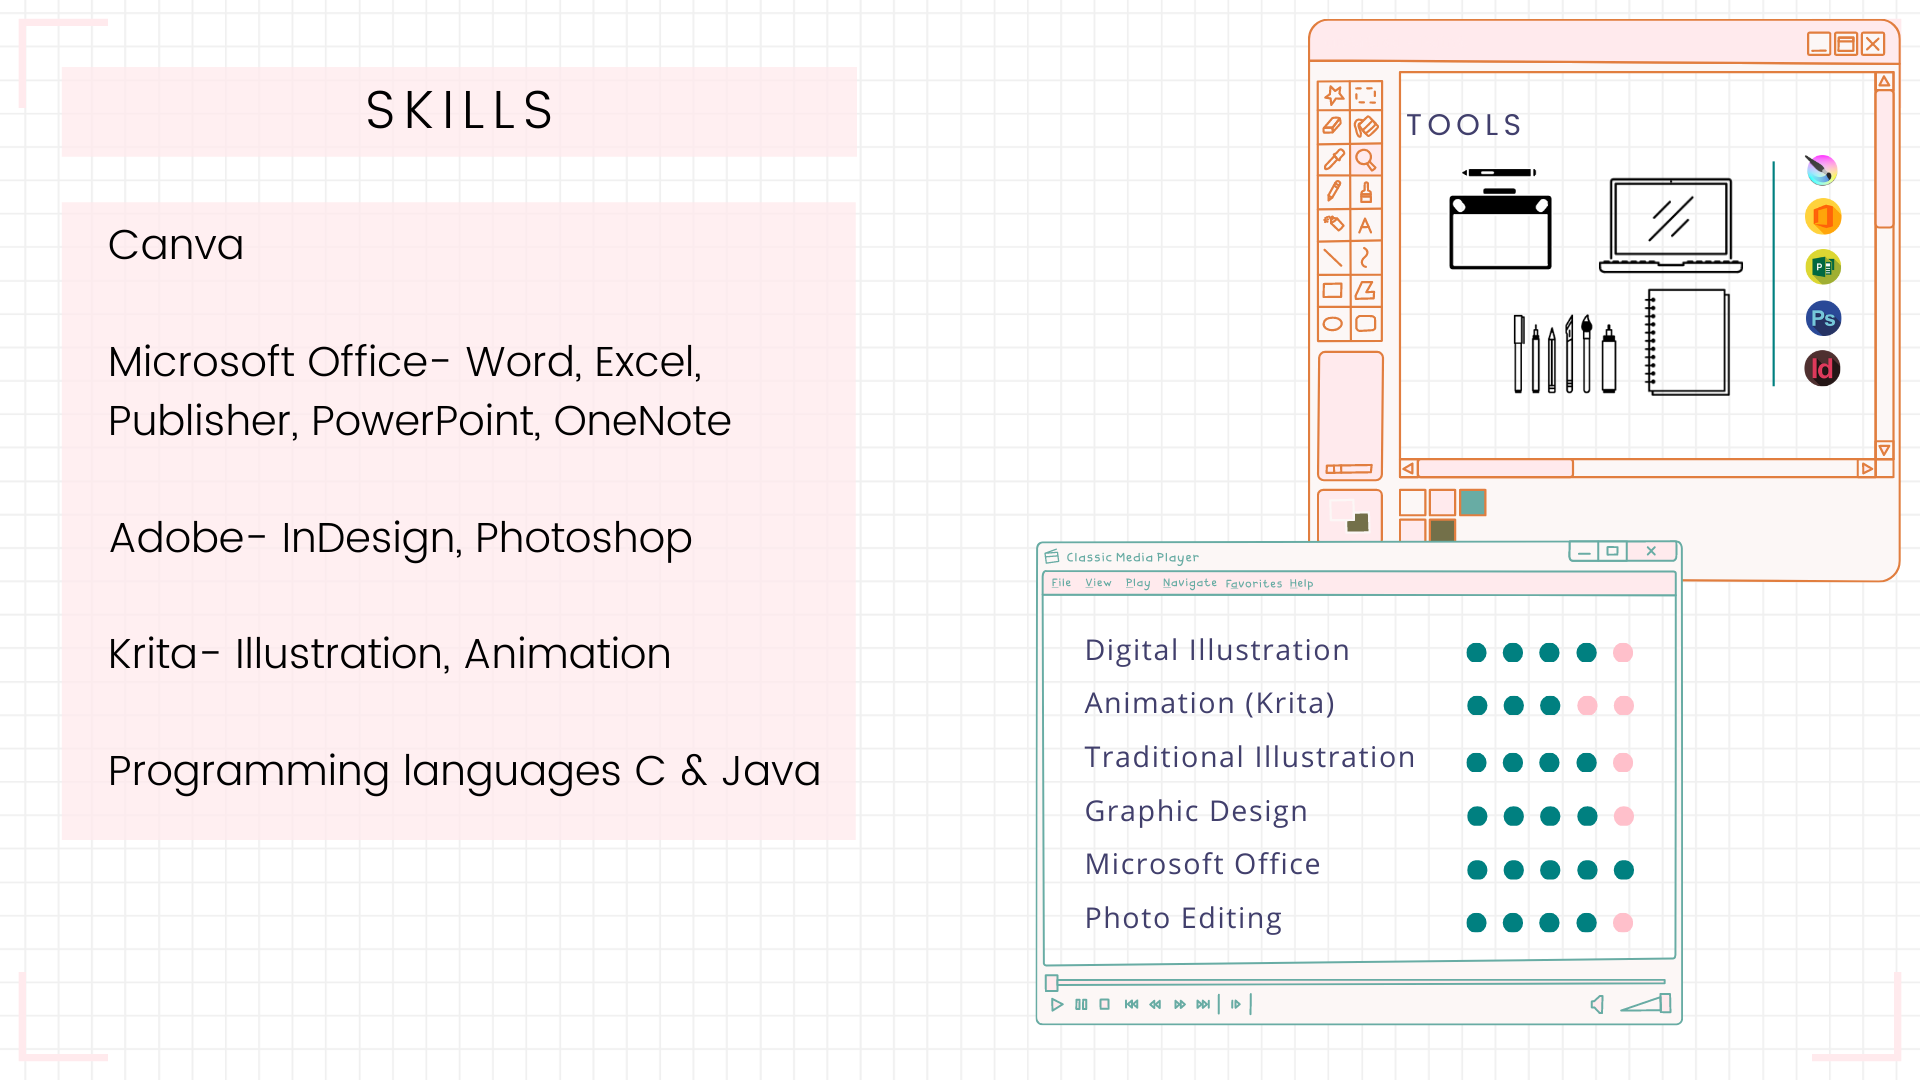 SKILLS
Canva
Microsoft Office- Word, Excel,
Publisher, PowerPoint, OneNote
Adobe- InDesign, Photoshop
Krita- Illustration, Animation
Programming languages C & Java
TOOLS
A
P
Ps
Id
Classic Media Player
File View Play Navigate Favorites Help
Digital Illustration
Animation (Krita)
Traditional Illustration
Graphic Design
Microsoft Office
Photo Editing